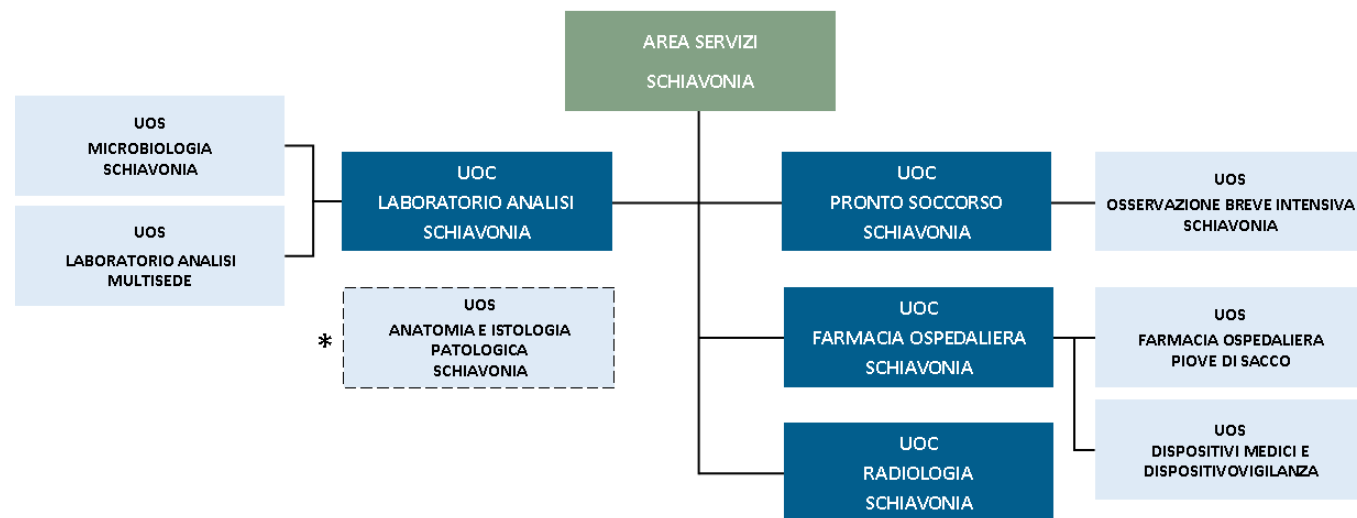 AREA SERVIZI
SCHIAVONIA
UOS
MICROBIOLOGIA
SCHIAVONIA
UOS
LABORATORIO ANALISI
MULTISEDE
UOC
LABORATORIO ANALISI
SCHIAVONIA
*
UOS
ANATOMIA E ISTOLOGIA
PATOLOGICA
SCHIAVONIA
UOC
PRONTO SOCCORSO
SCHIAVONIA
UOS
OSSERVAZIONE BREVE INTENSIVA
SCHIAVONIA
UOC
FARMACIA OSPEDALIERA
SCHIAVONIA
UOS
FARMACIA OSPEDALIERA
PIOVE DI SACCO
UOS
DISPOSITIVI MEDICI E
DISPOSITIVOVIGILANZA
UOC
RADIOLOGIA
SCHIAVONIA